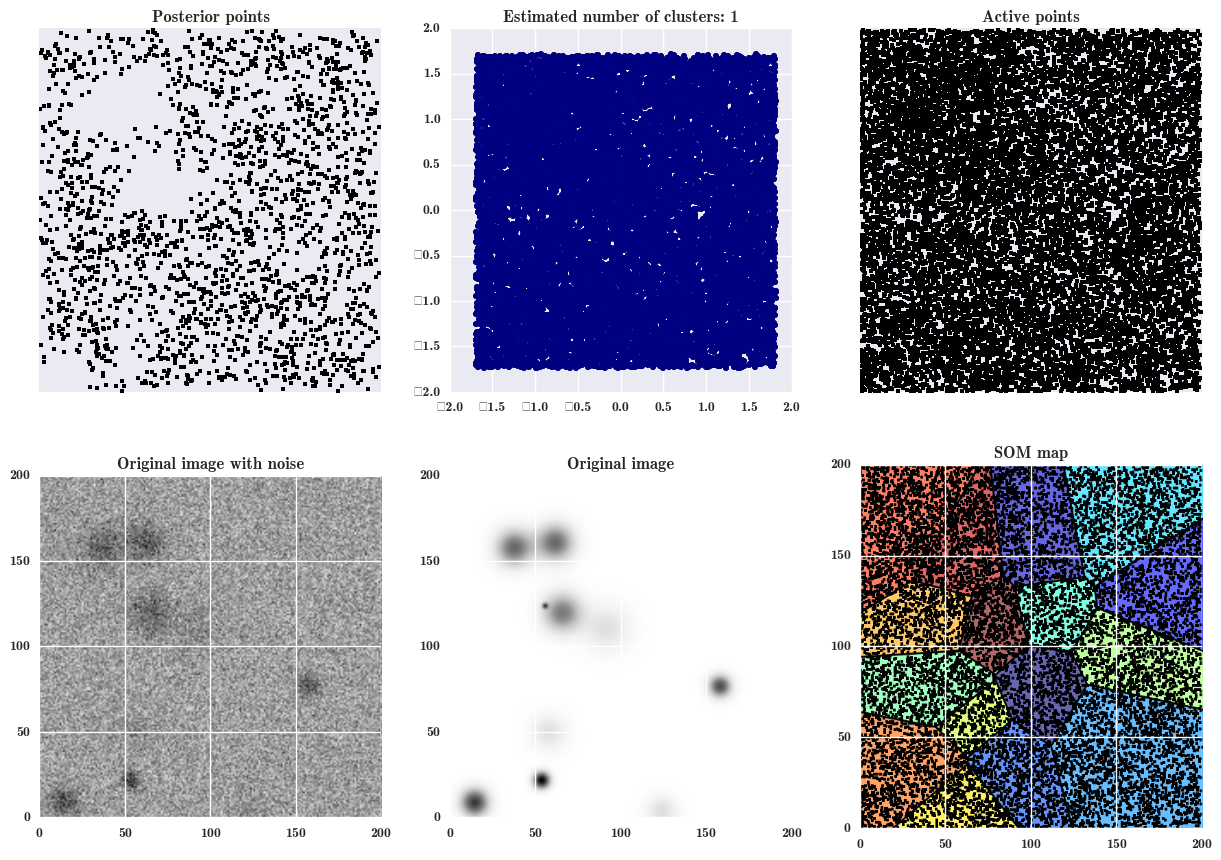 Posterior points
Estimated number of clusters: 1
Active points
2.0
1.5
1.0
0.5
0.0
□0.5
□1.0
□1.5
□2.0
□2.0 □1.5 □1.0 □0.5 0.0 0.5 1.0 1.5 2.0
Original image with noise
Original image
SOM map
200
150
100
50
0
0 50 100 150 200
200
150
100
50
0
0 50 100 150 200
200
150
100
50
0
0 50 100 150 200